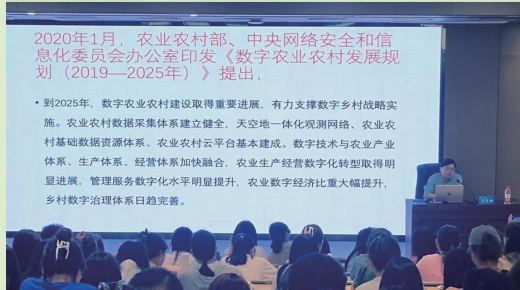 2020年1月，农业农村部、中央网络安全和信
息化委员会办公室印发《数字农业农村发展规
划（2019—2025年）》提出，
• 到2025年，数字农业农村建设取得重要进展，有力支撑数字乡村战略实
施。农业农村数据采集体系建立健全，天空地一体化观测网络、农业农
村基础数据资源体系、农业农村云平台基本建成。数字技术与农业产业
体系、生产体系、经营体系加快融合，农业生产经营数字化转型取得明
显进展，管理服务数字化水平明显提升，农业数字经济比重大幅提升，
乡村数字治理体系日趋完善。